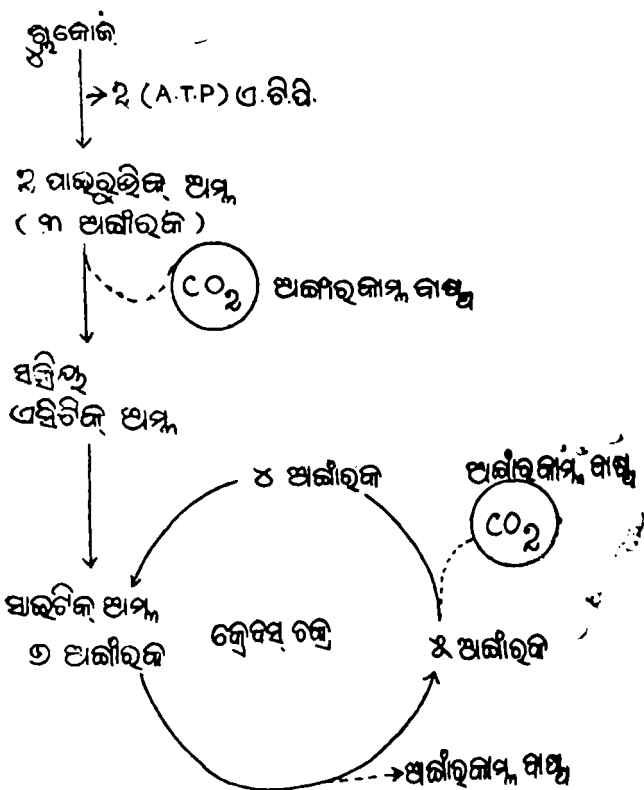 ଗ୍ଲୁକୋଜ୍
୨ (A.T.P) ଏ.ଟି.ପି.
୨ ପାଇରୁଭିକ୍ ଅମ୍ଳ
(୩ ଅଙ୍ଗାରକ)
CO2 ଅଙ୍ଗାରକାମ୍ଳ ବାଷ୍ପ
ସକ୍ରିୟ
ଏସିଟିକ୍ ଅମ୍ଳ
୪ ଅଙ୍ଗାରକ
ଅଙ୍ଗାରକାମ୍ଳ ବାଷ୍ପ
CO2
ସାଇଟିକ୍ ଅମ୍ଳ
୬ ଅଙ୍ଗାରକ
କ୍ରେବସ୍ ଚକ୍ର
୫ ଅଙ୍ଗାରକ
ଅଙ୍ଗାରକାମ୍ଳ ବାଷ୍ପ